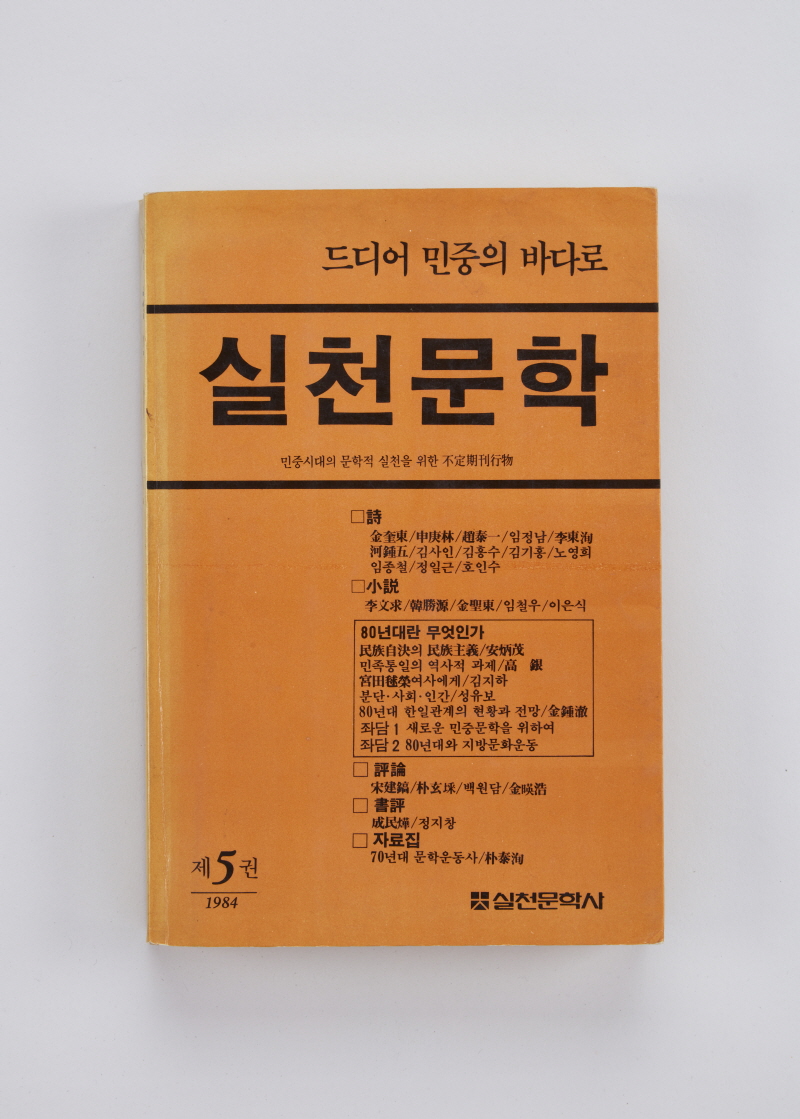 드디어 민중의 바다로
실천문학
민중시대의 문학적 실천을 위한 不定期刊行物
□詩
金奎東/申庚林/趙泰一/임정남/李東洵
河鍾五/김사인/김흥수/김기홍/노영희
임종철/정일근/호인수
□小説
李文求/韓勝源/金聖東/임철우/이은식
80년대란 무엇인가
民族自決의 民族主義/安炳茂
민족통일의 역사적 과제/高 銀
宮田毬榮여사에게/김지하
분단·사회·인간/성유보
80년대 한일관계의 현황과 전망/金鍾澈
좌담 1 새로운 민중문학을 위하여
좌담 2 80년대와 지방문화운동
□ 評論
宋建鎬/朴玄埰/백원담/金暎浩
□ 書評
成民燁/정지창
□ 자료집
70년대 문학운동사/朴泰洵
제5권
1984
실천문학사